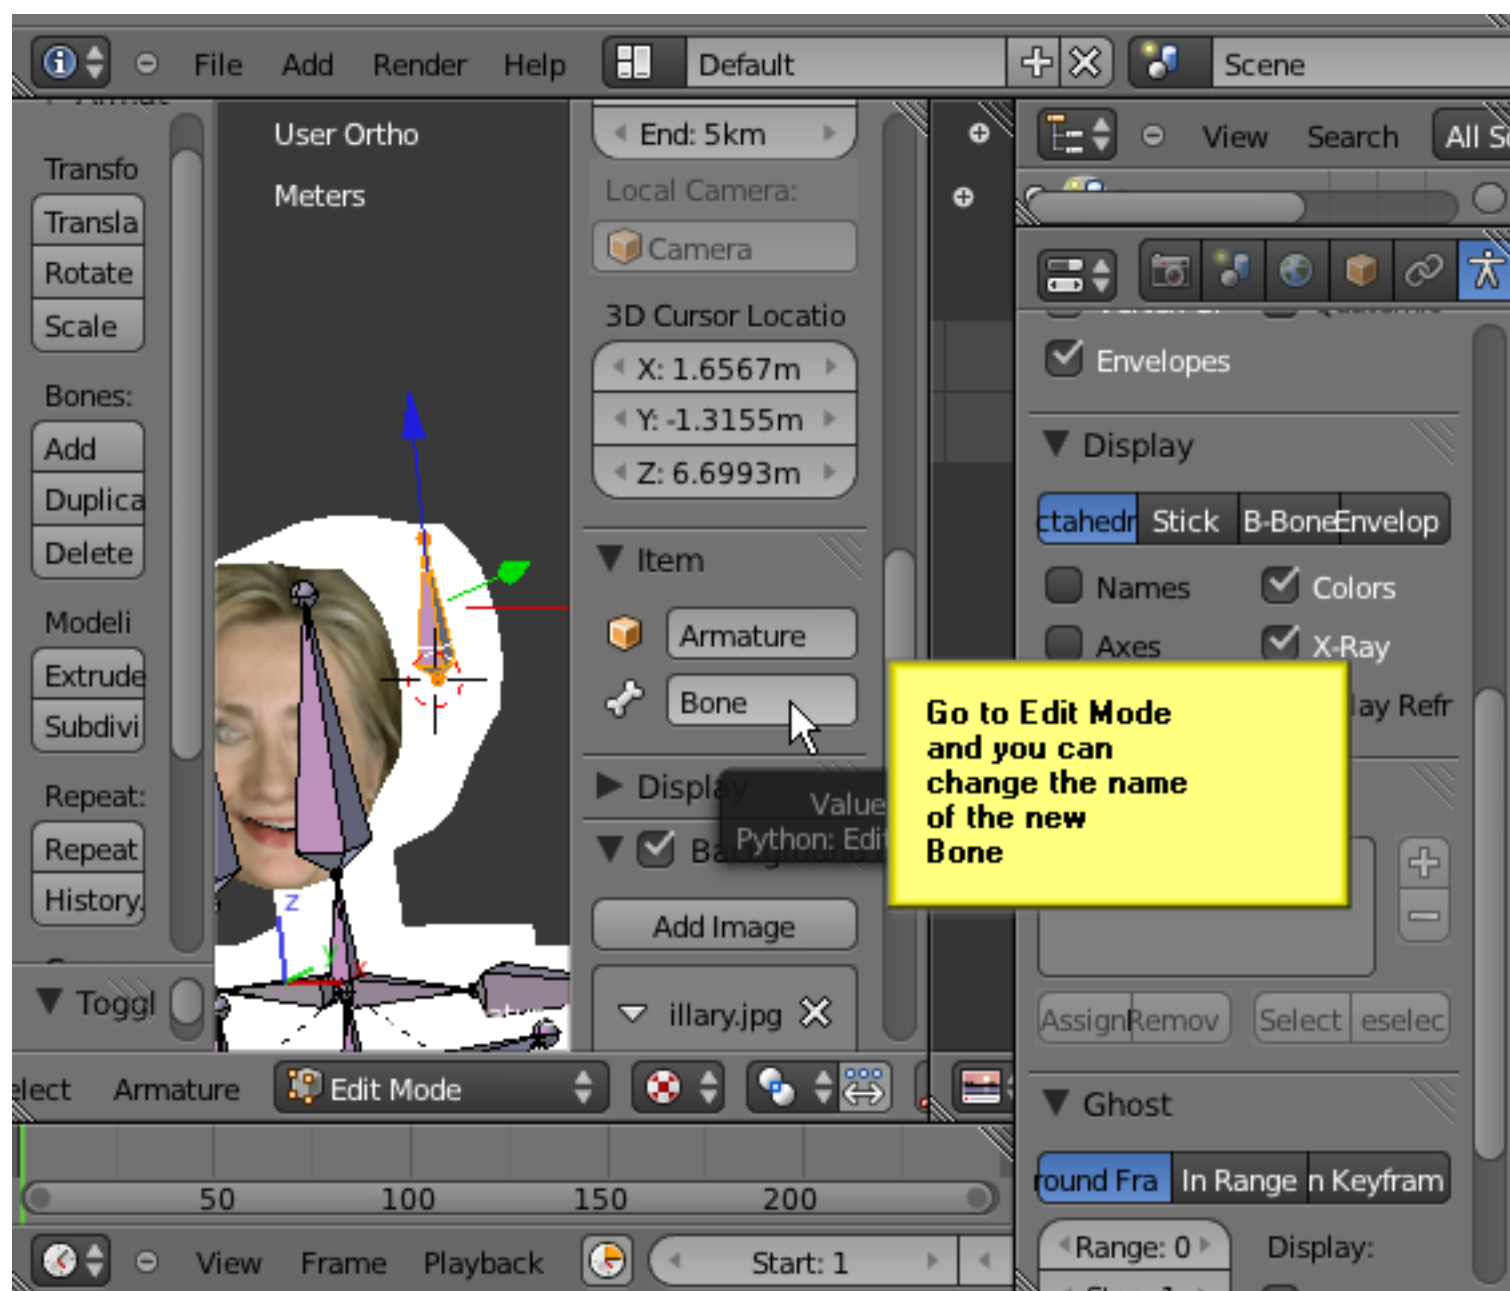 File Add Render Help Default Scene
View Search All
Transfo
Transla
Rotate
Scale
Bones:
Add
Duplica
Delete
Modeli
Extrude
Subdivi
Repeat:
Repeat
History.
Toggl
User Ortho
Meters
z
y
x
End: 5km
Local Camera:
Camera
3D Cursor Locatio
X: 1.6567m
Y: -1.3155m
Z: 6.6993m
Item
Armature
Bone
Display
Value
Python: Edi
Add Image
illary.jpg
Envelopes
Display
ctahedr Stick B-Bone Envelop
Names Colors
Axes X-Ray
lay Refr
Go to Edit Mode
and you can
change the name
of the new
Bone
Assign Remov Select eselec
Ghost
round Fra In Range n Keyfram
Range: 0 Display:
elect Armature Edit Mode
50 100 150 200
View Frame Playback Start: 1